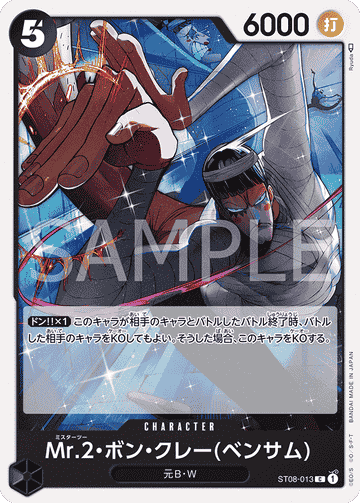 5
6000
打
Ryuda
SAMPLE
ドン!!×1 このキャラが相手のキャラとバトルしたバトル終了時、バトル
した相手のキャラをKOしてもよい。そうした場合、このキャラをKOする。
CHARACTER
ミスターツー
Mr.2・ボン・クレー(ベンサム)
元B・W
ST08-013 C 1
BANDAI MADE IN JAPAN